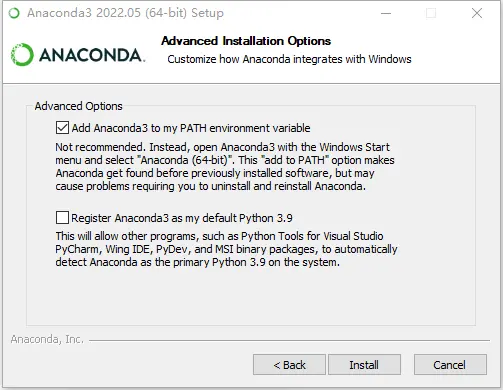 Anaconda3 2022.05 (64-bit) Setup
ANACONDA.
Advanced Installation Options
Customize how Anaconda integrates with Windows
Advanced Options
Add Anaconda3 to my PATH environment variable
Not recommended. Instead, open Anaconda3 with the Windows Start
menu and select "Anaconda (64-bit)". This "add to PATH" option makes
Anaconda get found before previously installed software, but may
cause problems requiring you to uninstall and reinstall Anaconda.
Register Anaconda3 as my default Python 3.9
This will allow other programs, such as Python Tools for Visual Studio
PyCharm, Wing IDE, PyDev, and MSI binary packages, to automatically
detect Anaconda as the primary Python 3.9 on the system.
Anaconda, Inc.
< Back
Install
Cancel